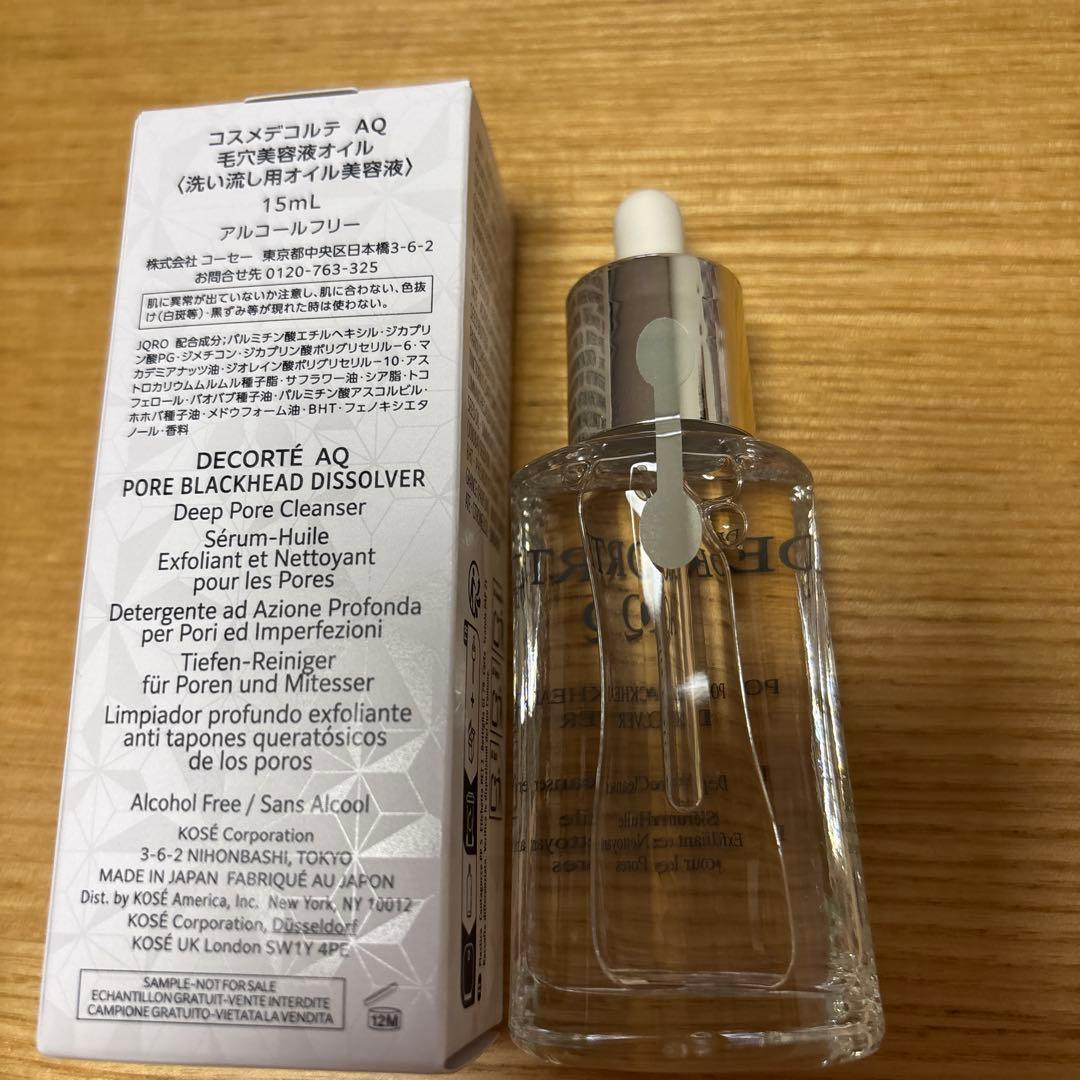 コスメデコルテ AQ
毛穴美容液オイル
〈洗い流し用オイル美容液〉
15mL
アルコールフリー
株式会社 コーセー 東京都中央区日本橋3-6-2
お問合せ先 0120-763-325
肌に異常が出ていないか注意し、肌に合わない、色抜
け(白斑等)・黒ずみ等が現れた時は使わない。
JQRO 配合成分;パルミチン酸エチルヘキシル・ジカプリ
ン酸PG・ジメチコン・ジカプリン酸ポリグリセリル-6・マ
カデミアナッツ油・ジオレイン酸ポリグリセリル-10・アス
トロカリウムムルムル種子脂・サフラワー油・シア脂・トコ
フェロール・バオバブ種子油・パルミチン酸アスコルビル・
ホホバ種子油・メドウフォーム油・BHT・フェノキシエタ
ノール・香料
DECORTÉ AQ
PORE BLACKHEAD DISSOLVER
Deep Pore Cleanser
Sérum-Huile
Exfoliant et Nettoyant
pour les Pores
Detergente ad Azione Profonda
per Pori ed Imperfezioni
Tiefen-Reiniger
für Poren und Mitesser
Limpiador profundo exfoliante
anti tapones queratósicos
de los poros
Alcohol Free / Sans Alcool
KOSÉ Corporation
3-6-2 NIHONBASHI, TOKYO
MADE IN JAPAN FABRIQUÉ AU JAPON
Dist. by KOSÉ America, Inc. New York, NY 10012
KOSÉ Corporation, Düsseldorf
KOSÉ UK London SW1Y 4PE
SAMPLE-NOT FOR SALE
ECHANTILLON GRATUIT-VENTE INTERDITE
CAMPIONE GRATUITO-VIETATA LA VENDITA
12M